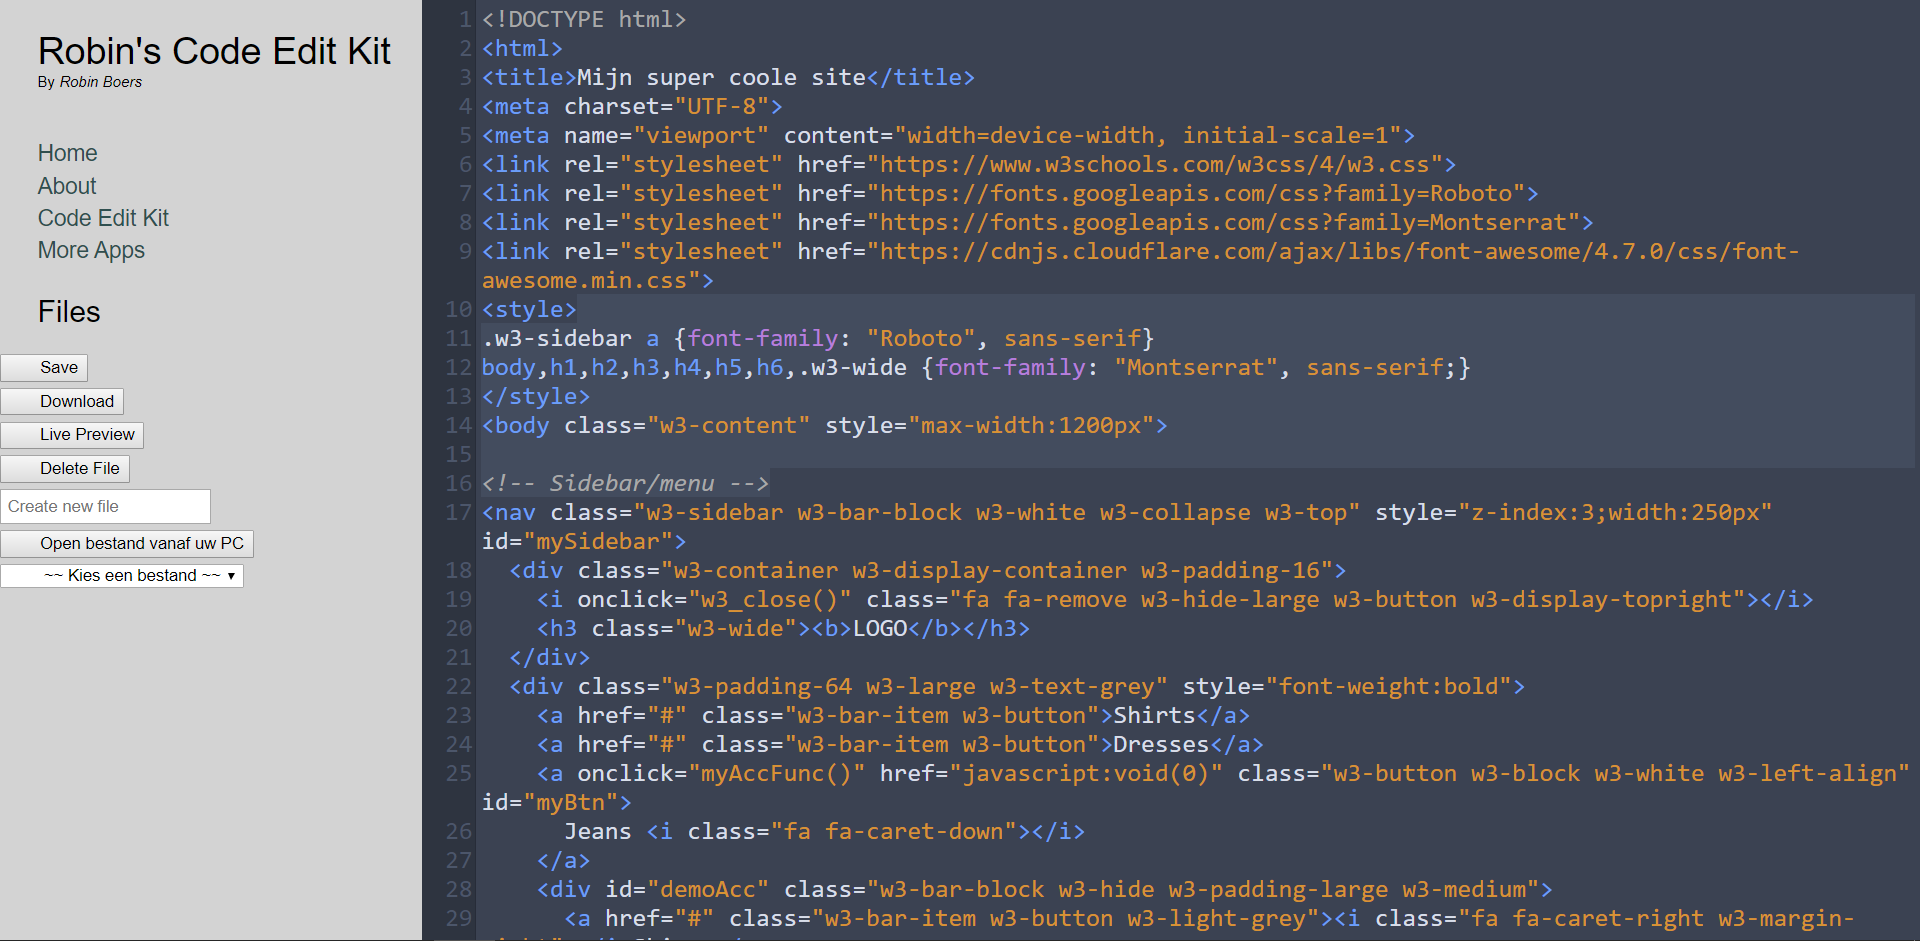 Robin's Code Edit Kit
By Robin Boers
Home
About
Code Edit Kit
More Apps
Files
Save
Download
Live Preview
Delete File
Create new file
Open bestand vanaf uw PC
~~ Kies een bestand ~~ ▼
1 <!DOCTYPE html>
2 <html>
3 <title>Mijn super coole site</title>
4 <meta charset="UTF-8">
5 <meta name="viewport" content="width=device-width, initial-scale=1">
6 <link rel="stylesheet" href="https://www.w3schools.com/w3css/4/w3.css">
7 <link rel="stylesheet" href="https://fonts.googleapis.com/css?family=Roboto">
8 <link rel="stylesheet" href="https://fonts.googleapis.com/css?family=Montserrat">
9 <link rel="stylesheet" href="https://cdnjs.cloudflare.com/ajax/libs/font-awesome/4.7.0/css/font-
awesome.min.css">
10 <style>
11 .w3-sidebar a {font-family: "Roboto", sans-serif}
12 body,h1,h2,h3,h4,h5,h6,.w3-wide {font-family: "Montserrat", sans-serif;}
13 </style>
14 <body class="w3-content" style="max-width:1200px">
15
16 <!-- Sidebar/menu -->
17 <nav class="w3-sidebar w3-bar-block w3-white w3-collapse w3-top" style="z-index:3;width:250px"
id="mySidebar">
18   <div class="w3-container w3-display-container w3-padding-16">
19     <i onclick="w3_close()" class="fa fa-remove w3-hide-large w3-button w3-display-topright"></i>
20     <h3 class="w3-wide"><b>LOGO</b></h3>
21   </div>
22   <div class="w3-padding-64 w3-large w3-text-grey" style="font-weight:bold">
23     <a href="#" class="w3-bar-item w3-button">Shirts</a>
24     <a href="#" class="w3-bar-item w3-button">Dresses</a>
25     <a onclick="myAccFunc()" href="javascript:void(0)" class="w3-button w3-block w3-white w3-left-align"
id="myBtn">
26       Jeans <i class="fa fa-caret-down"></i>
27     </a>
28     <div id="demoAcc" class="w3-bar-block w3-hide w3-padding-large w3-medium">
29       <a href="#" class="w3-bar-item w3-button w3-light-grey"><i class="fa fa-caret-right w3-margin-